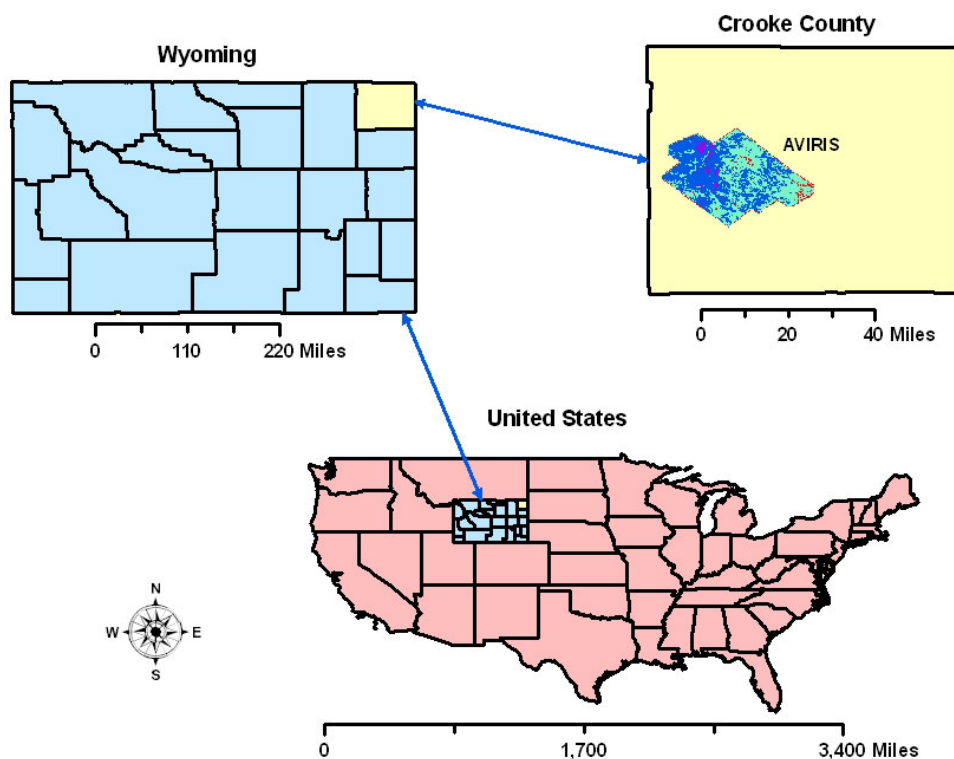 Crooke County
Wyoming
AVIRIS
0 110 220 Miles
0 20 40 Miles
United States
N
W E
S
0 1,700 3,400 Miles